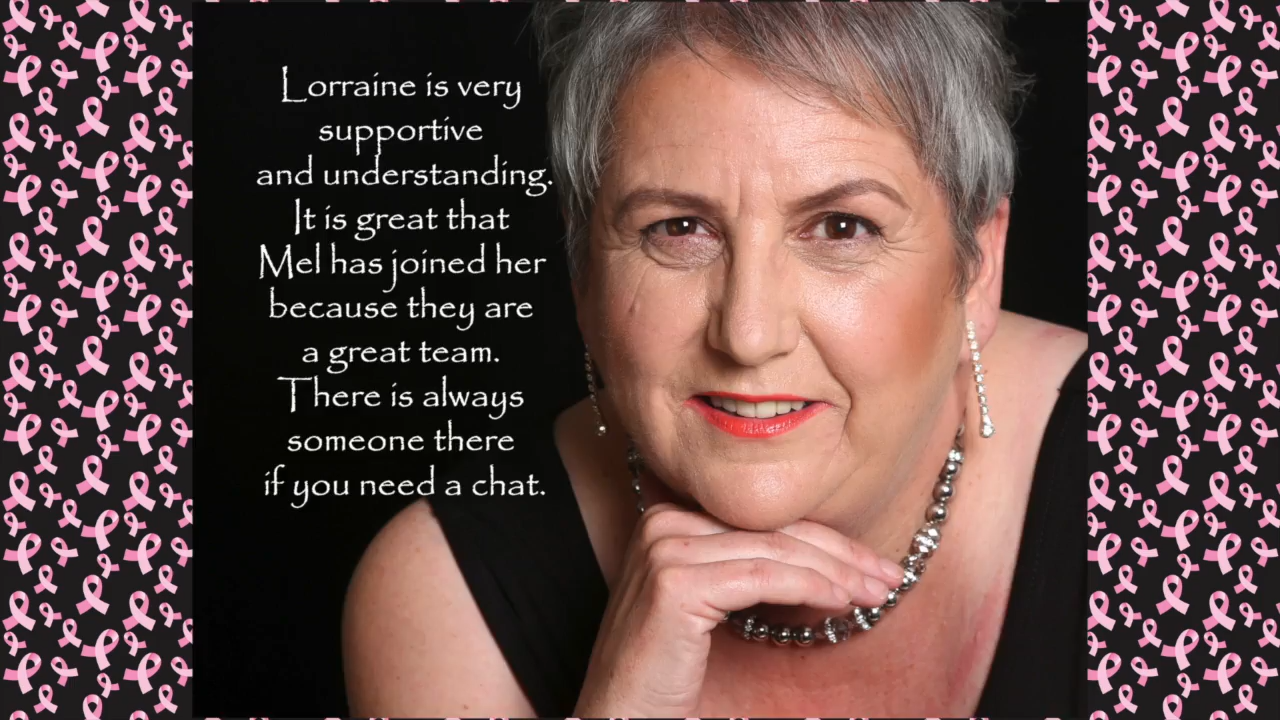 Lorraine is very
supportive
and understanding.
It is great that
Mel has joined her
because they are
a great team.
There is always
someone there
if you need a chat.